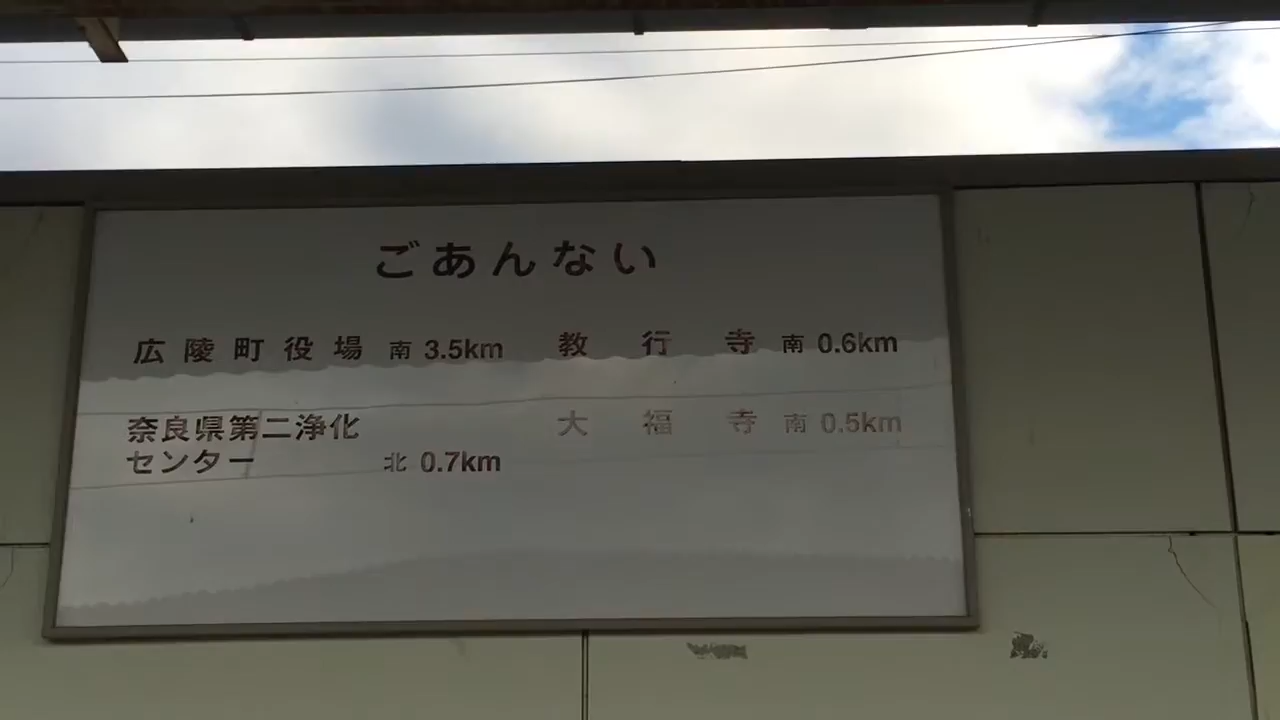 ごあんない
広陵町役場 南 3.5km
教行寺 南 0.6km
奈良県第二浄化
センター 北 0.7km
大福寺 南 0.5km